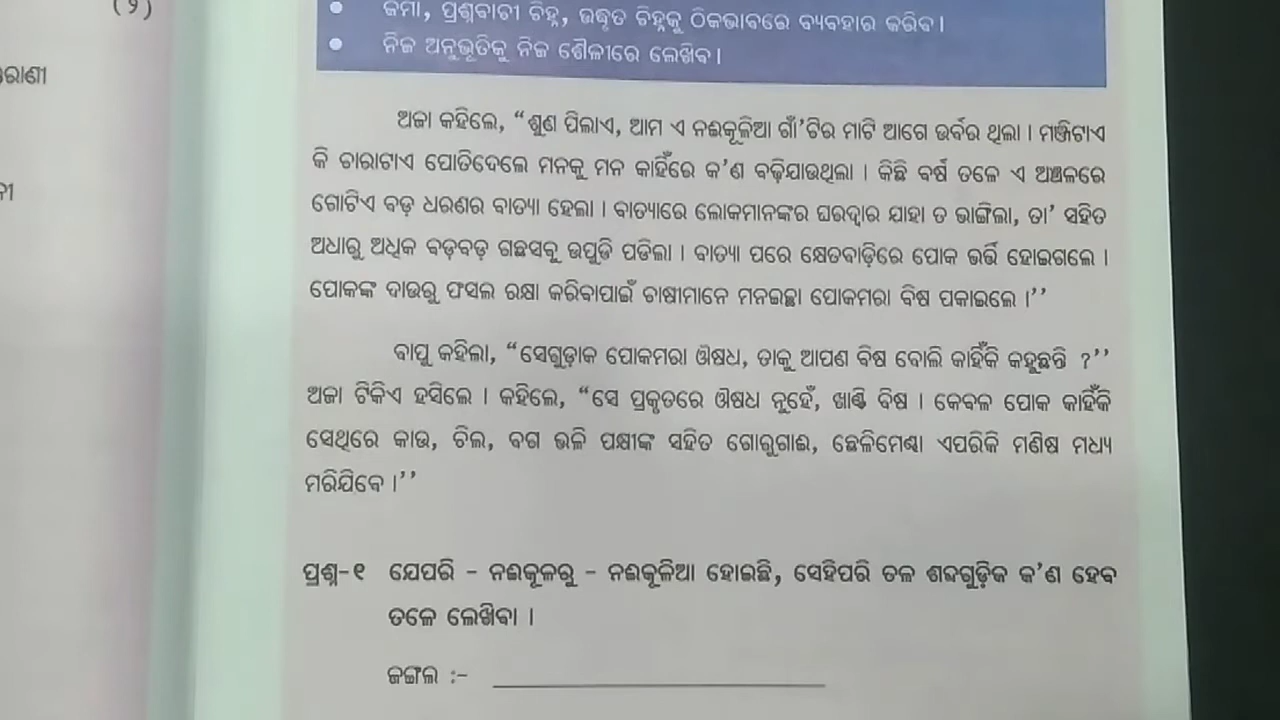 (୨)
ରାଣୀ
ନୀ
• କମା, ପ୍ରଶ୍ନବାଚୀ ଚିହ୍ନ, ଉଦ୍ଧୃତ ଚିହ୍ନକୁ ଠିକଭାବରେ ବ୍ୟବହାର କରିବ।
• ନିଜ ଅନୁଭୂତିକୁ ନିଜ ଶୈଳୀରେ ଲେଖିବ।
ଅଜା କହିଲେ, “ଶୁଣ ପିଲାଏ, ଆମ ଏ ନଈକୂଳିଆ ଗାଁ’ଟିର ମାଟି ଆଗେ ଉର୍ବର ଥିଲା । ମଞ୍ଜିଟାଏ
କି ଚାରାଟାଏ ପୋତିଦେଲେ ମନକୁ ମନ କାହିଁରେ କ’ଣ ବଢ଼ିଯାଉଥିଲା । କିଛି ବର୍ଷ ତଳେ ଏ ଅଞ୍ଚଳରେ
ଗୋଟିଏ ବଡ଼ ଧରଣର ବାତ୍ୟା ହେଲା । ବାତ୍ୟାରେ ଲୋକମାନଙ୍କର ଘରଦ୍ୱାର ଯାହା ତ ଭାଙ୍ଗିଲା, ତା’ ସହିତ
ଅଧାରୁ ଅଧିକ ବଡ଼ବଡ଼ ଗଛସବୁ ଉପୁଡି ପଡିଲା । ବାତ୍ୟା ପରେ କ୍ଷେତବାଡ଼ିରେ ପୋକ ଭର୍ତ୍ତି ହୋଇଗଲେ ।
ପୋକଙ୍କ ଦାଉରୁ ଫସଲ ରକ୍ଷା କରିବାପାଇଁ ଚାଷୀମାନେ ମନଇଚ୍ଛା ପୋକମରା ବିଷ ପକାଇଲେ ।’’
ବାପୁ କହିଲା, “ସେଗୁଡ଼ାକ ପୋକମରା ଔଷଧ, ତାକୁ ଆପଣ ବିଷ ବୋଲି କାହିଁକି କହୁଛନ୍ତି ?’’
ଅଜା ଟିକିଏ ହସିଲେ । କହିଲେ, “ସେ ପ୍ରକୃତରେ ଔଷଧ ନୁହେଁ, ଖାଣ୍ଟି ବିଷ । କେବଳ ପୋକ କାହିଁକି
ସେଥିରେ କାଉ, ଚିଲ, ବଗ ଭଳି ପକ୍ଷୀଙ୍କ ସହିତ ଗୋରୁଗାଈ, ଛେଳିମେଣ୍ଢା ଏପରିକି ମଣିଷ ମଧ୍ୟ
ମରିଯିବେ ।’’
ପ୍ରଶ୍ନ-୧ ଯେପରି - ନଈକୂଳରୁ - ନଈକୂଳିଆ ହୋଇଛି, ସେହିପରି ତଳ ଶବ୍ଦଗୁଡ଼ିକ କ’ଣ ହେବ
ତଳେ ଲେଖିବା ।
ଜଙ୍ଗଲ :-